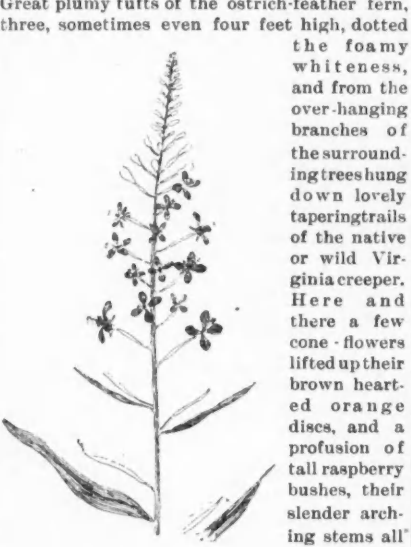 Great plumy tufts of the ostrich-feather fern,
three, sometimes even four feet high, dotted
the foamy
whiteness,
and from the
over-hanging
branches of
the surround-
ing trees hung
down lovely
tapering trails
of the native
or wild Vir-
ginia creeper.
Here and
there a few
cone-flowers
lifted up their
brown heart-
ed orange
discs, and a
profusion of
tall raspberry
bushes, their
slender arch-
ing stems all